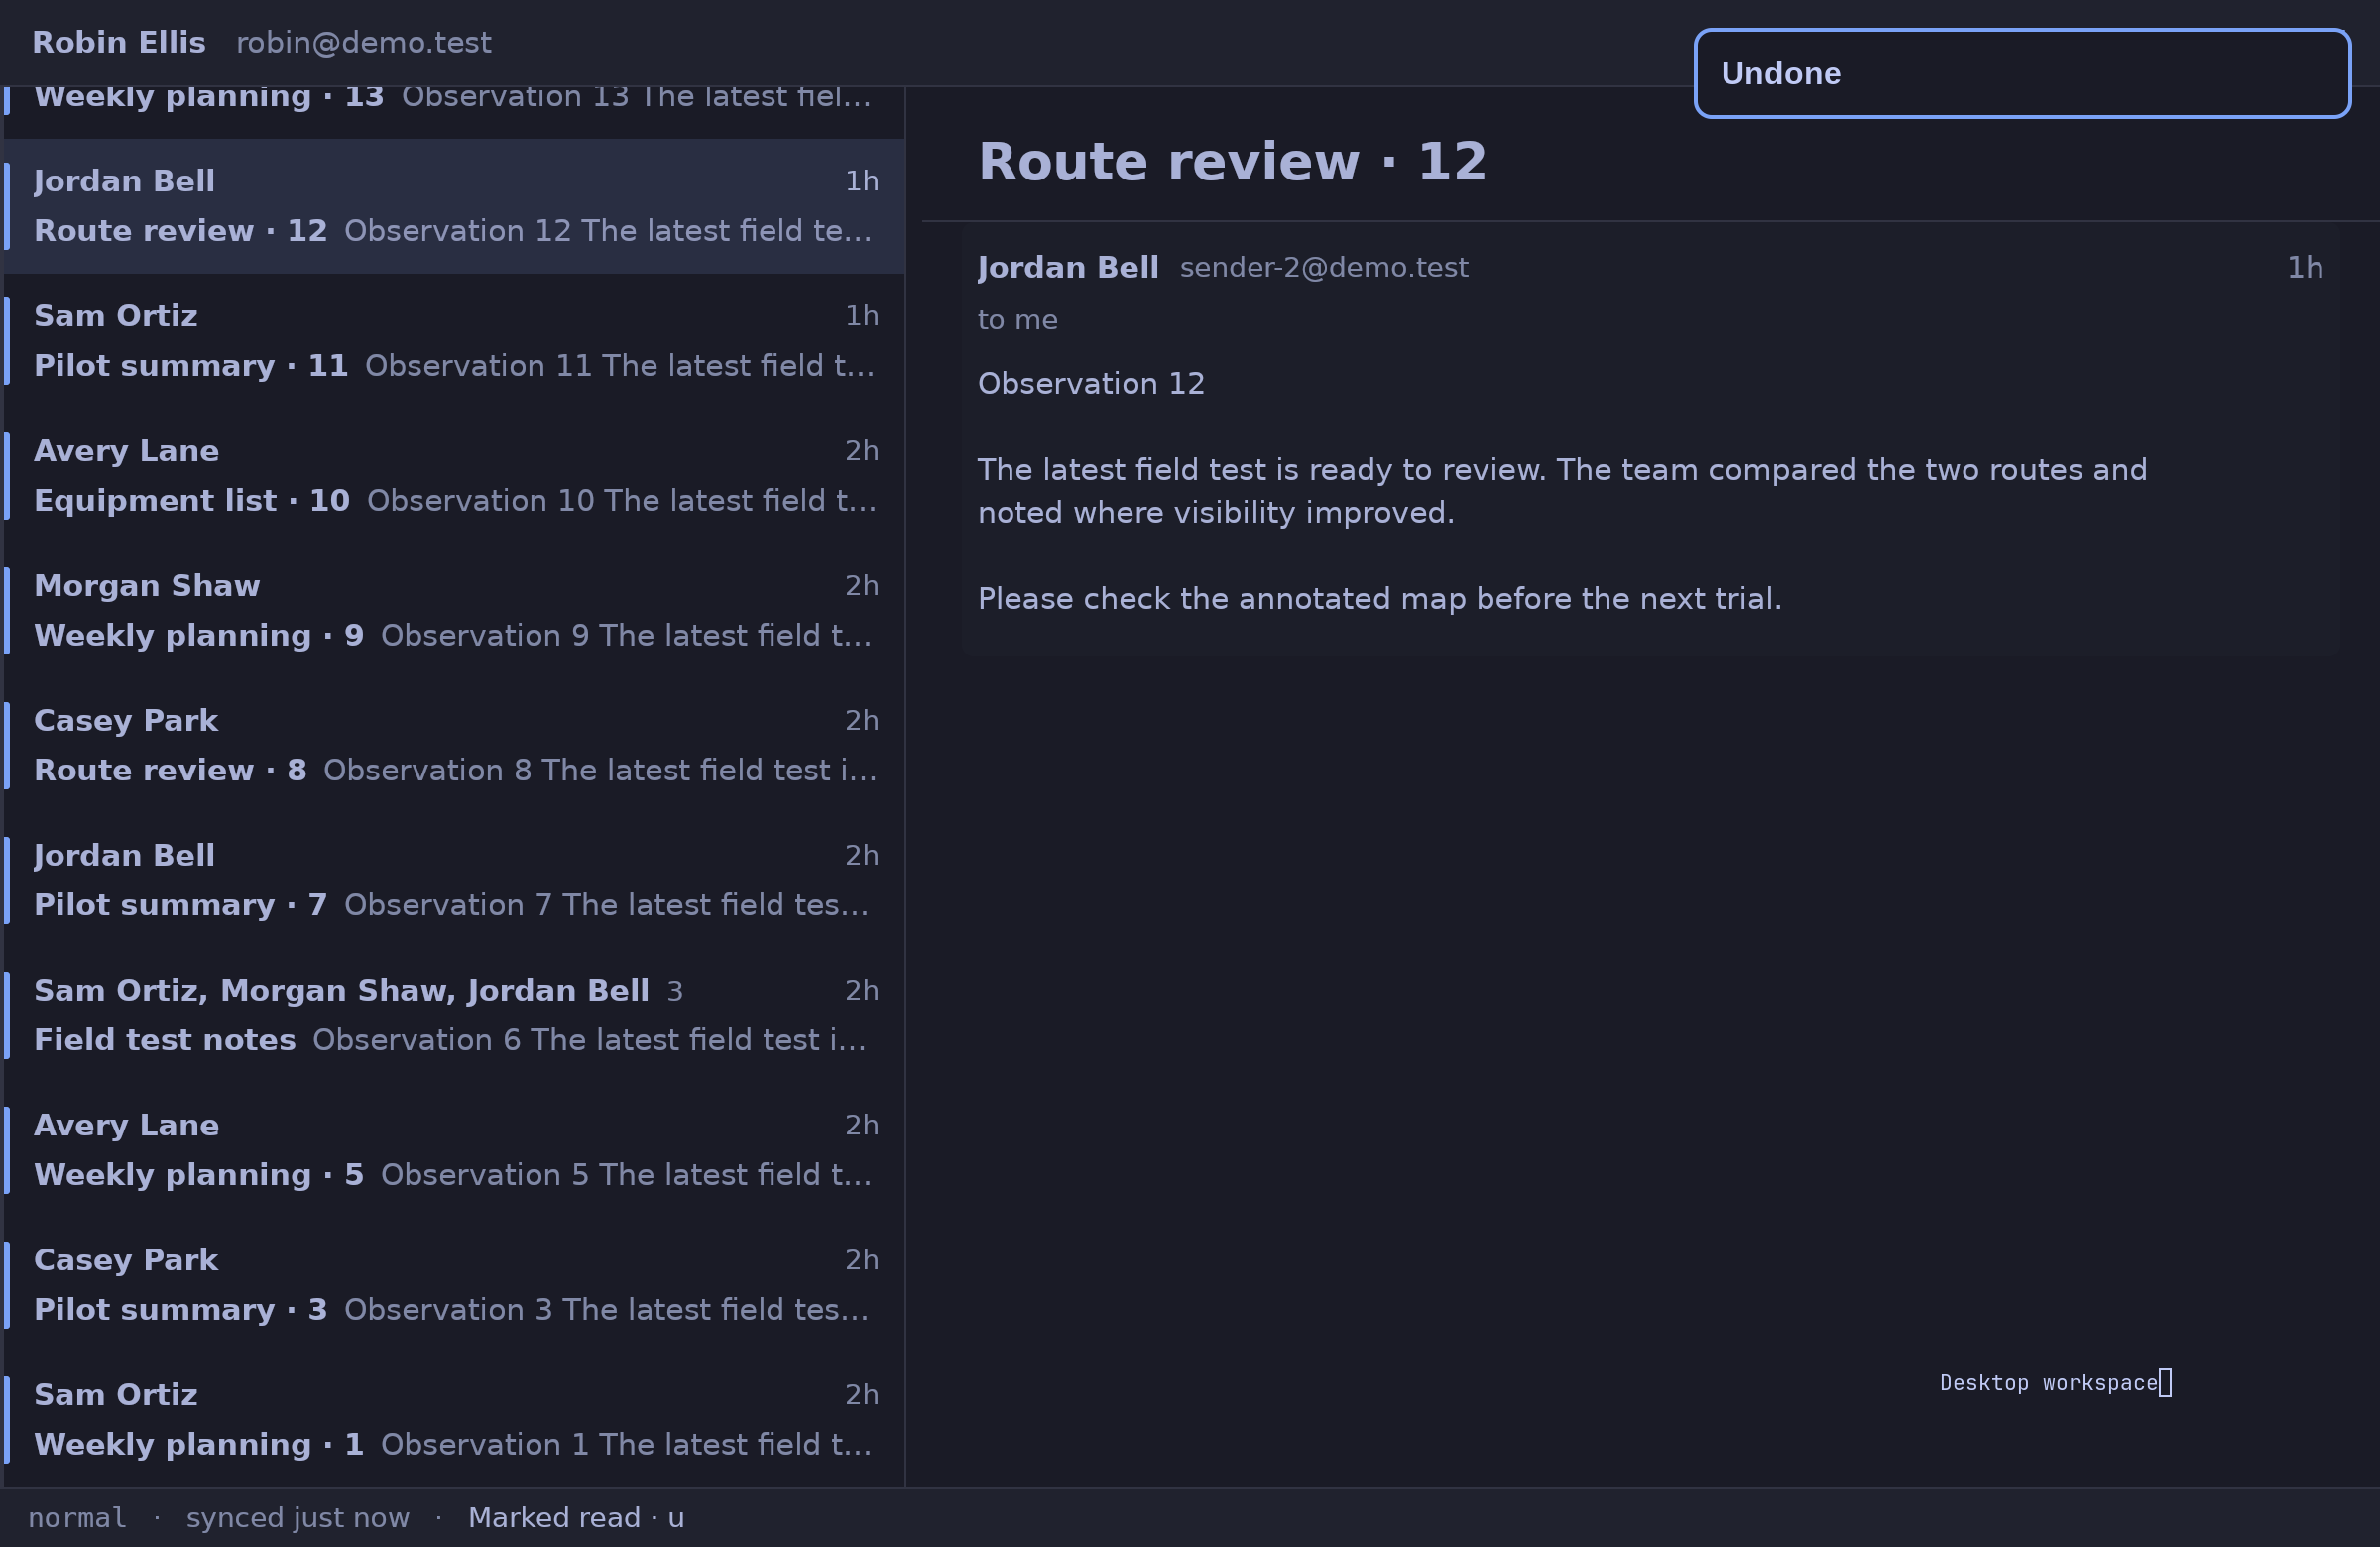 Robin Ellis robin@demo.test
Undone
Weekly planning · 13 Observation 13 The latest fiel…
Jordan Bell 1h
Route review · 12 Observation 12 The latest field te…
Sam Ortiz 1h
Pilot summary · 11 Observation 11 The latest field t…
Avery Lane 2h
Equipment list · 10 Observation 10 The latest field t…
Morgan Shaw 2h
Weekly planning · 9 Observation 9 The latest field t…
Casey Park 2h
Route review · 8 Observation 8 The latest field test i…
Jordan Bell 2h
Pilot summary · 7 Observation 7 The latest field tes…
Sam Ortiz, Morgan Shaw, Jordan Bell 3 2h
Field test notes Observation 6 The latest field test i…
Avery Lane 2h
Weekly planning · 5 Observation 5 The latest field t…
Casey Park 2h
Pilot summary · 3 Observation 3 The latest field tes…
Sam Ortiz 2h
Weekly planning · 1 Observation 1 The latest field t…
Route review · 12
Jordan Bell sender-2@demo.test 1h
to me
Observation 12
The latest field test is ready to review. The team compared the two routes and
noted where visibility improved.
Please check the annotated map before the next trial.
Desktop workspace
normal · synced just now · Marked read · u